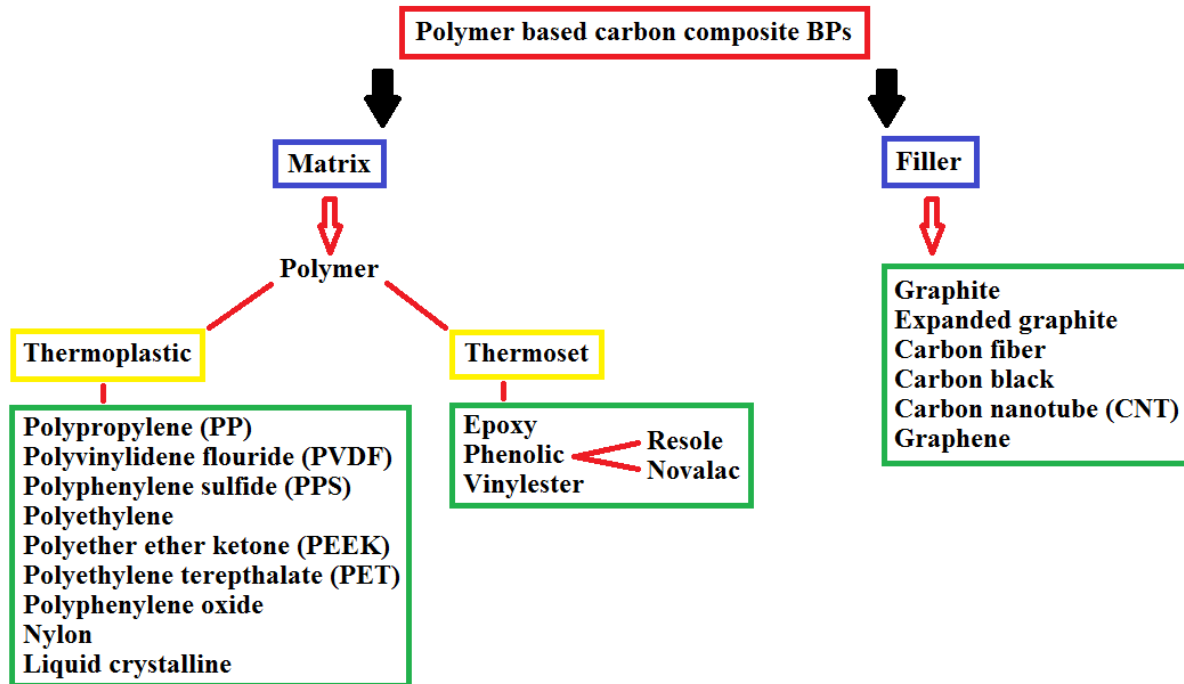 Polymer based carbon composite BPs
Matrix
Filler
Polymer
Thermoplastic
Thermoset
Polypropylene (PP)
Polyvinylidene flouride (PVDF)
Polyphenylene sulfide (PPS)
Polyethylene
Polyether ether ketone (PEEK)
Polyethylene terepthalate (PET)
Polyphenylene oxide
Nylon
Liquid crystalline
Epoxy
Phenolic
Vinylester
Resole
Novalac
Graphite
Expanded graphite
Carbon fiber
Carbon black
Carbon nanotube (CNT)
Graphene